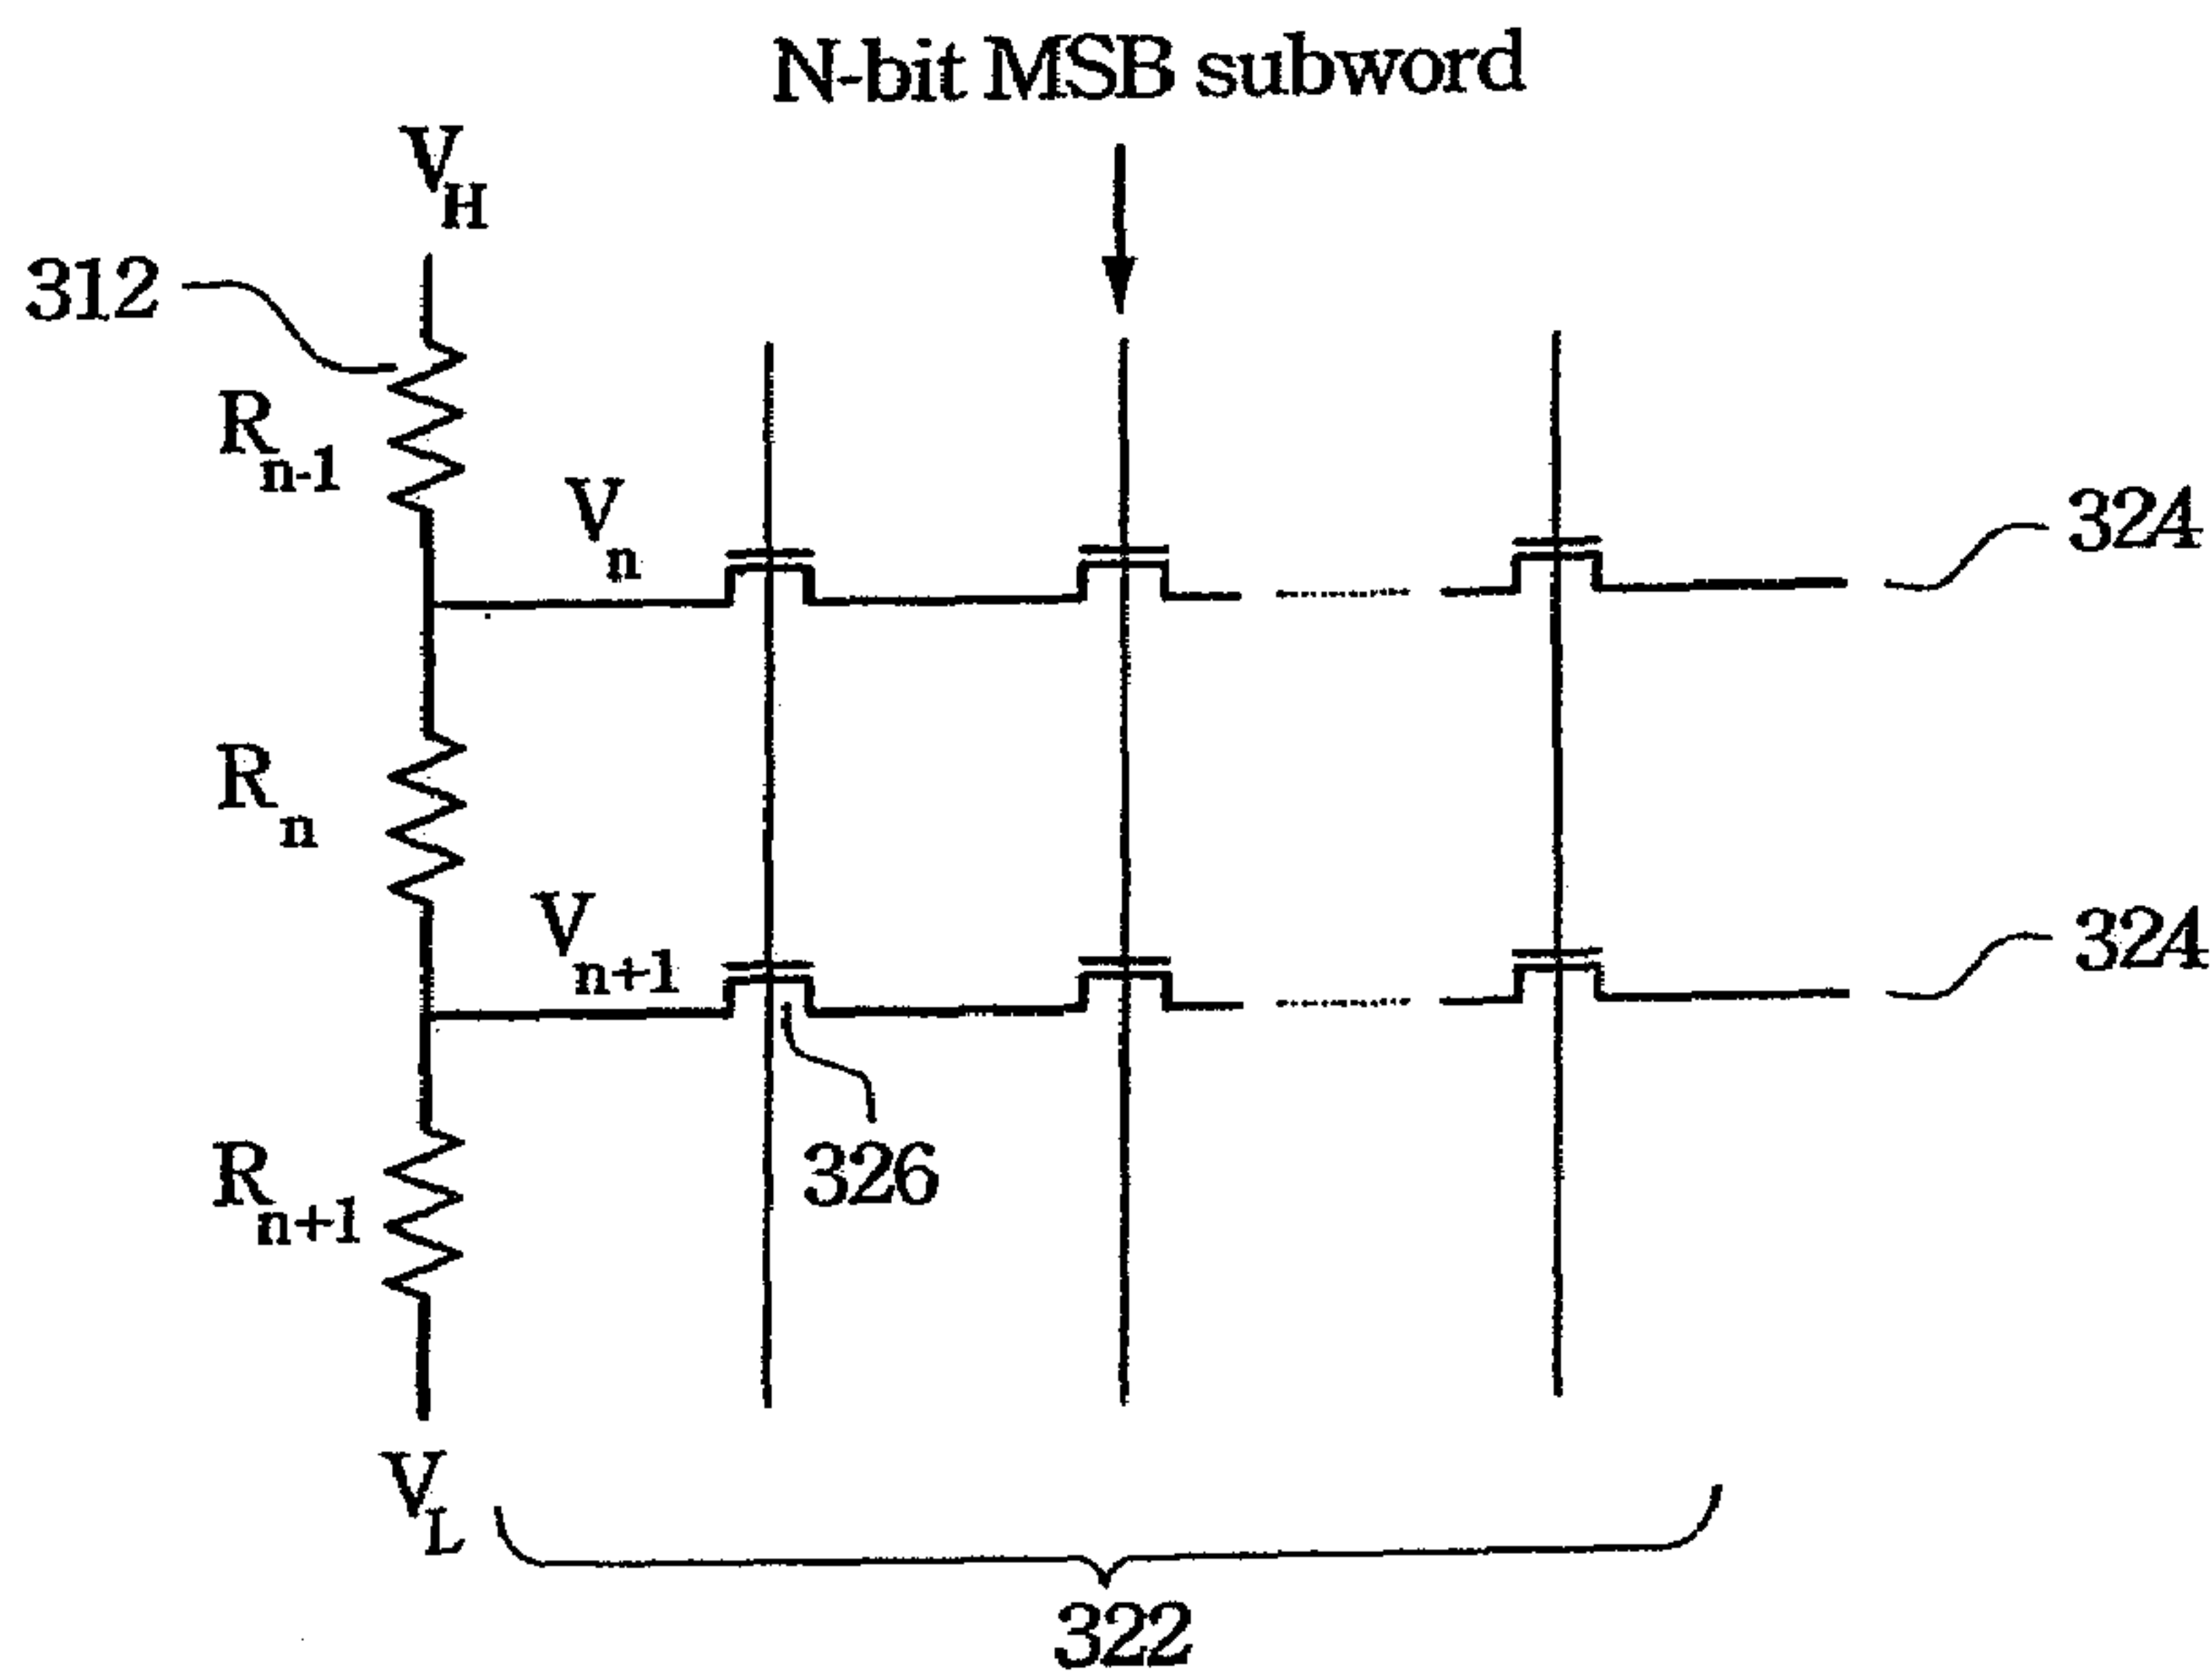 N-bit MSB subword
V_H
312
R_n-1
V_n
324
R_n
V_n+1
324
326
R_n+1
V_L
322